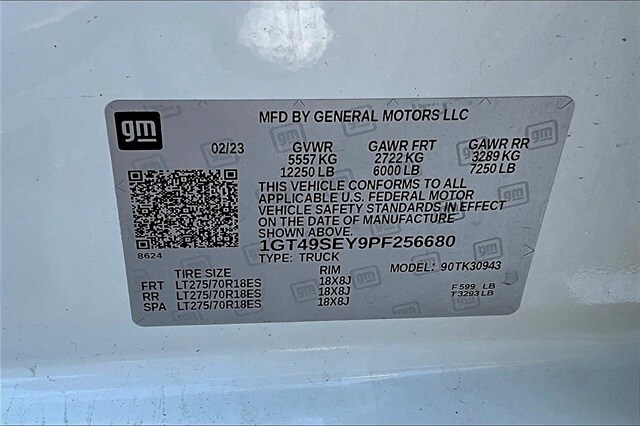 gm
MFD BY GENERAL MOTORS LLC
02/23 GVWR GAWR FRT GAWR RR
5557 KG 2722 KG 3289 KG
12250 LB 6000 LB 7250 LB
THIS VEHICLE CONFORMS TO ALL
APPLICABLE U.S. FEDERAL MOTOR
VEHICLE SAFETY STANDARDS IN EFFECT
ON THE DATE OF MANUFACTURE
SHOWN ABOVE.
1GT49SEY9PF256680
8624
TYPE: TRUCK
MODEL: 90TK30943
TIRE SIZE RIM
FRT LT275/70R18ES 18X8J
RR LT275/70R18ES 18X8J
SPA LT275/70R18ES 18X8J
F 599 LB
T 3293 LB